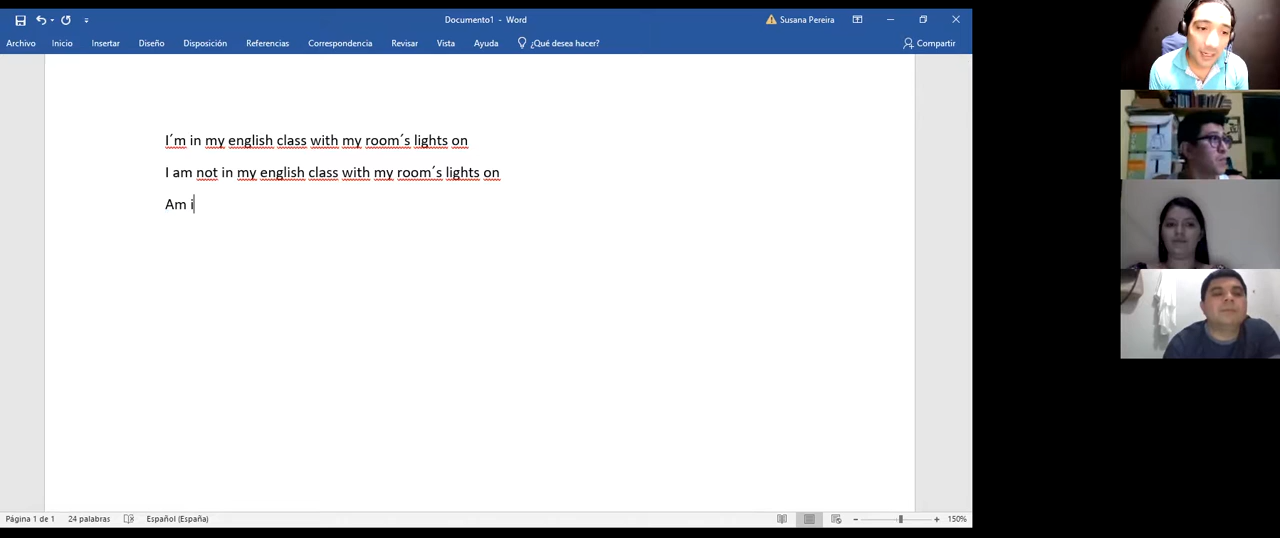 Documento1 - Word
Susana Pereira
Archivo Inicio Insertar Diseño Disposición Referencias Correspondencia Revisar Vista Ayuda ¿Qué desea hacer? Compartir
I´m in my english class with my room´s lights on
I am not in my english class with my room´s lights on
Am i
Página 1 de 1 24 palabras Español (España) 150%